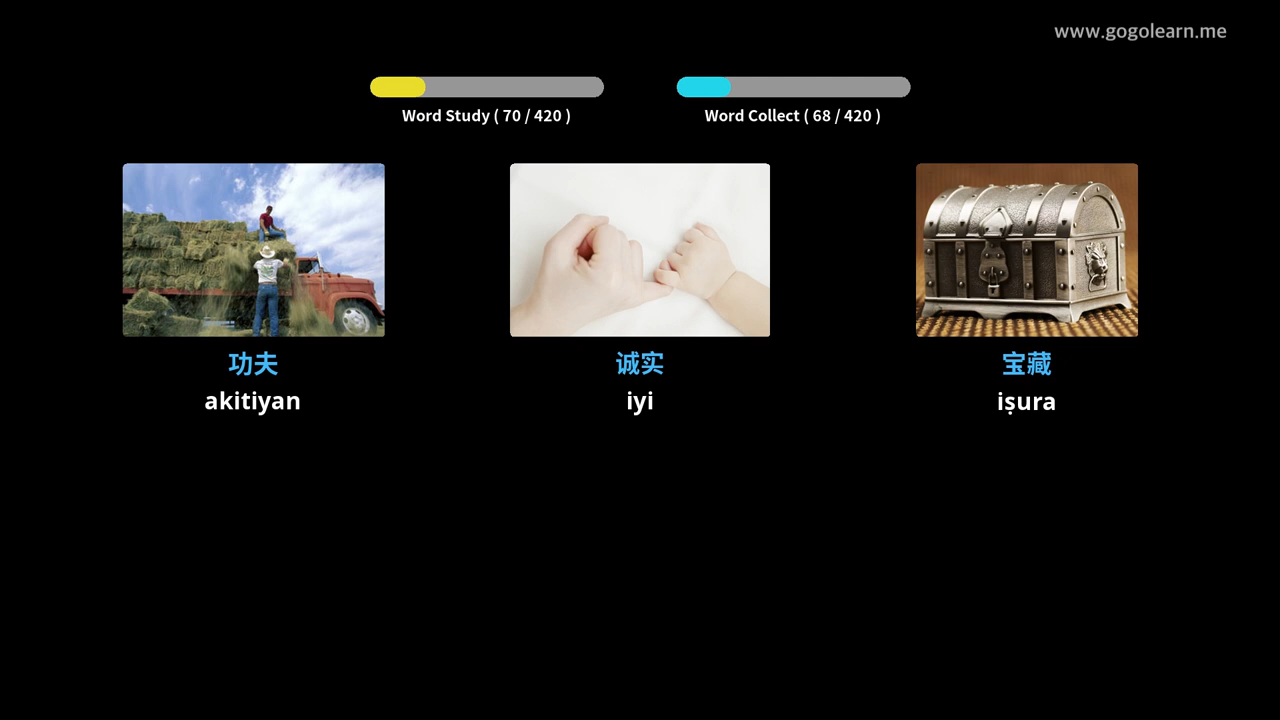 www.gogolearn.me
Word Study ( 70 / 420 )
Word Collect ( 68 / 420 )
功夫
akitiyan
诚实
iyi
宝藏
iṣura